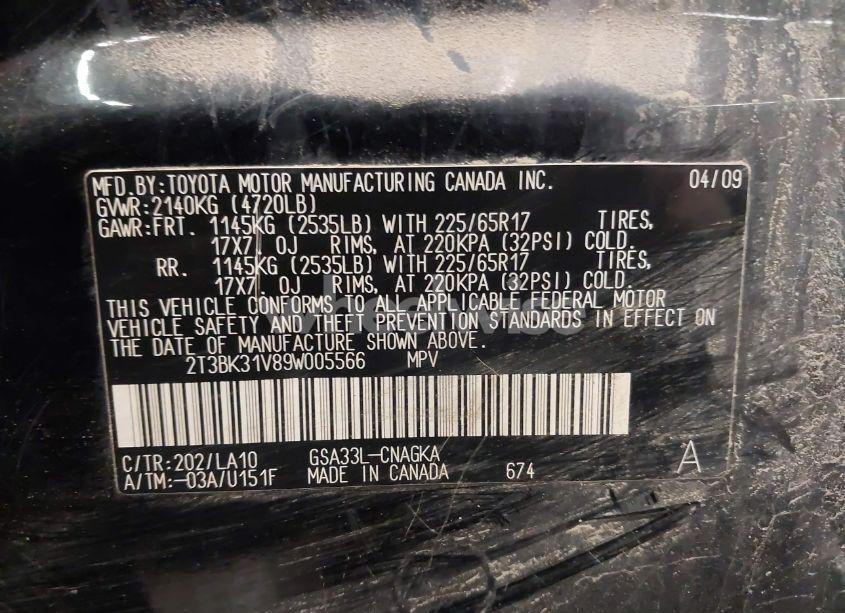 MFD.BY:TOYOTA MOTOR MANUFACTURING CANADA INC. 04/09
GVWR:2140KG (4720LB)
GAWR:FRT. 1145KG (2535LB) WITH 225/65R17 TIRES,
17X7 OJ RIMS, AT 220KPA (32PSI) COLD.
RR. 1145KG (2535LB) WITH 225/65R17 TIRES,
17X7 OJ RIMS, AT 220KPA (32PSI) COLD.
THIS VEHICLE CONFORMS TO ALL APPLICABLE FEDERAL MOTOR
VEHICLE SAFETY AND THEFT PREVENTION STANDARDS IN EFFECT ON
THE DATE OF MANUFACTURE SHOWN ABOVE.
2T3BK31V89W005566 MPV
C/TR:202/LA10 GSA33L-CNAGKA
A/TM:-03A/U151F MADE IN CANADA 674 A